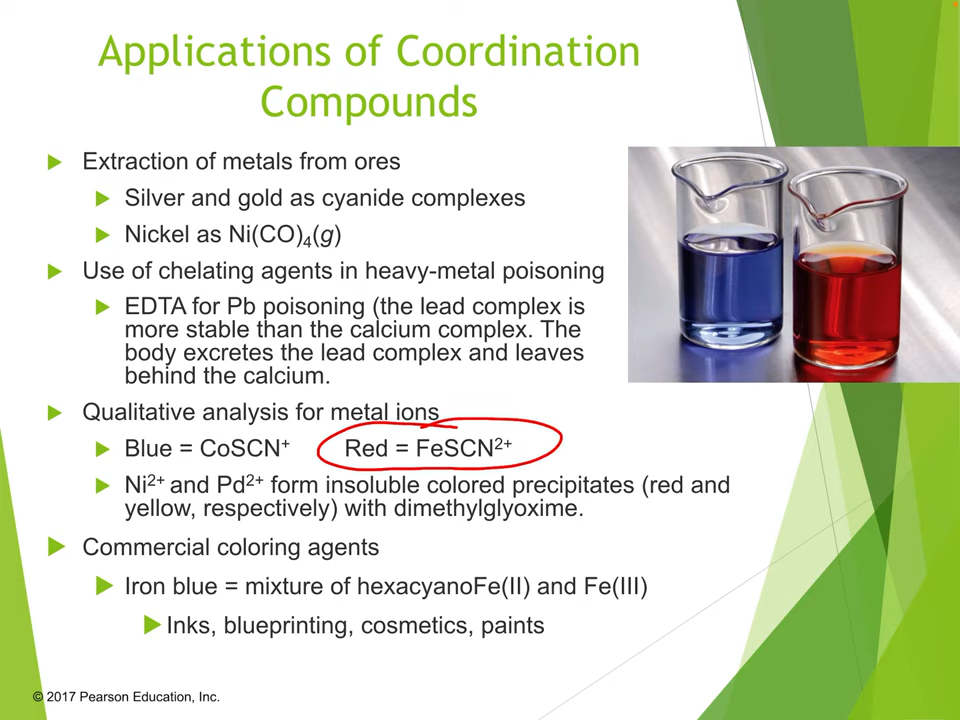 Applications of Coordination
Compounds
Extraction of metals from ores
Silver and gold as cyanide complexes
Nickel as Ni(CO)₄(g)
Use of chelating agents in heavy-metal poisoning
EDTA for Pb poisoning (the lead complex is
more stable than the calcium complex. The
body excretes the lead complex and leaves
behind the calcium.
Qualitative analysis for metal ions
Blue = CoSCN⁺ Red = FeSCN²⁺
Ni²⁺ and Pd²⁺ form insoluble colored precipitates (red and
yellow, respectively) with dimethylglyoxime.
Commercial coloring agents
Iron blue = mixture of hexacyanoFe(II) and Fe(III)
Inks, blueprinting, cosmetics, paints
© 2017 Pearson Education, Inc.